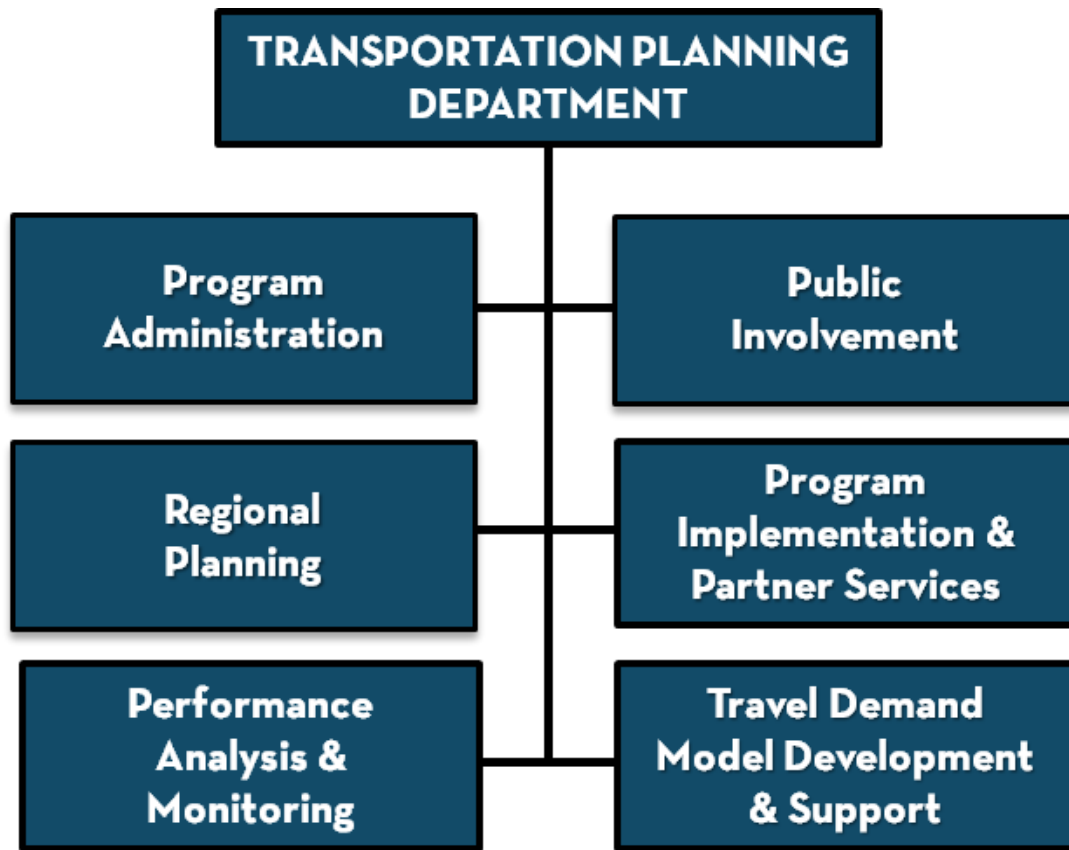 TRANSPORTATION PLANNING
DEPARTMENT
Program
Administration
Public
Involvement
Regional
Planning
Program
Implementation &
Partner Services
Performance
Analysis &
Monitoring
Travel Demand
Model Development
& Support